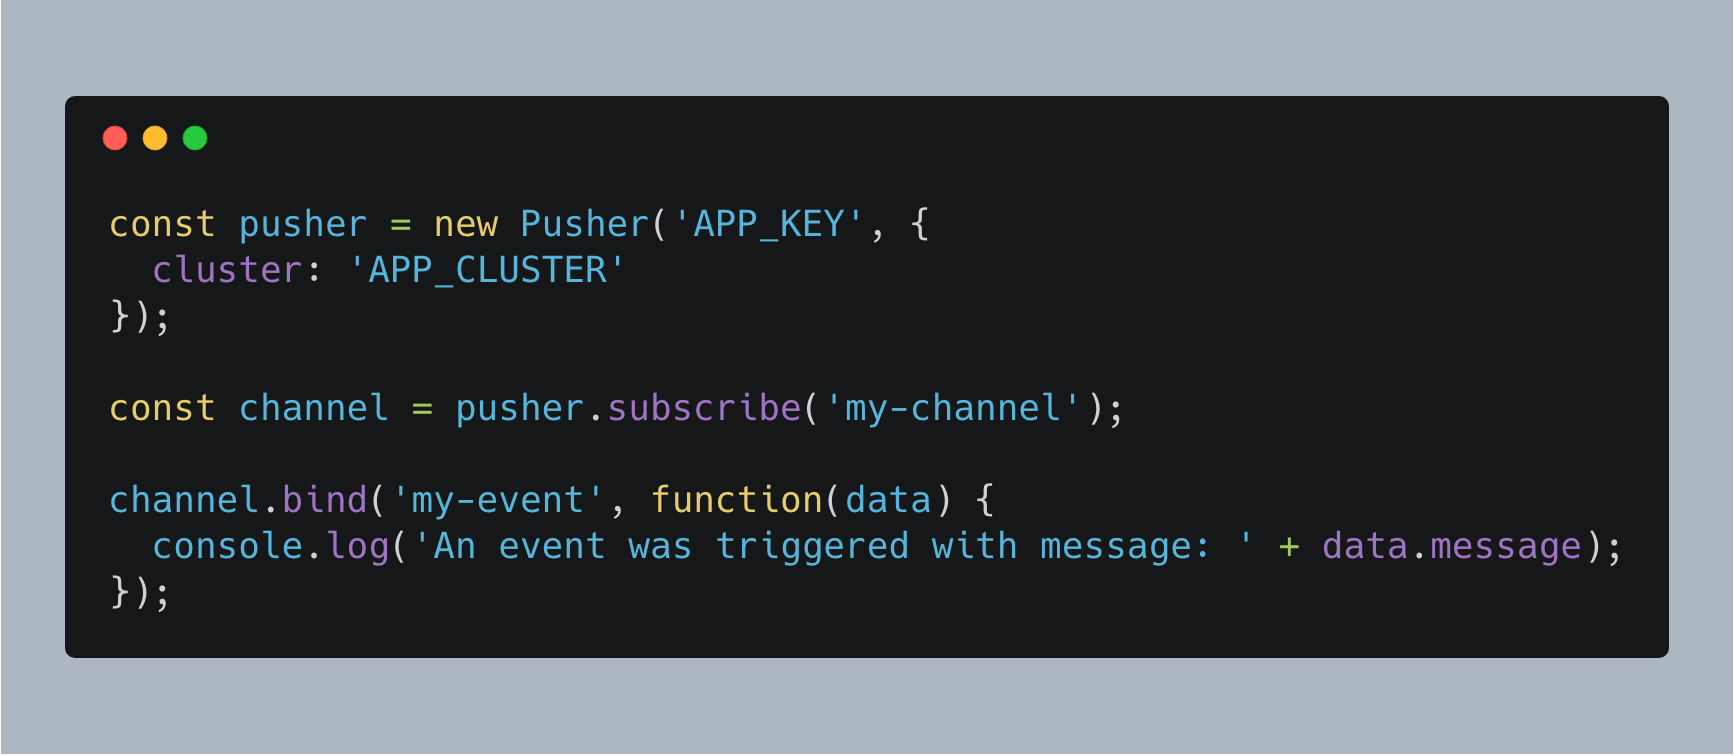 const pusher = new Pusher('APP_KEY', {
  cluster: 'APP_CLUSTER'
});

const channel = pusher.subscribe('my-channel');

channel.bind('my-event', function(data) {
  console.log('An event was triggered with message: ' + data.message);
});